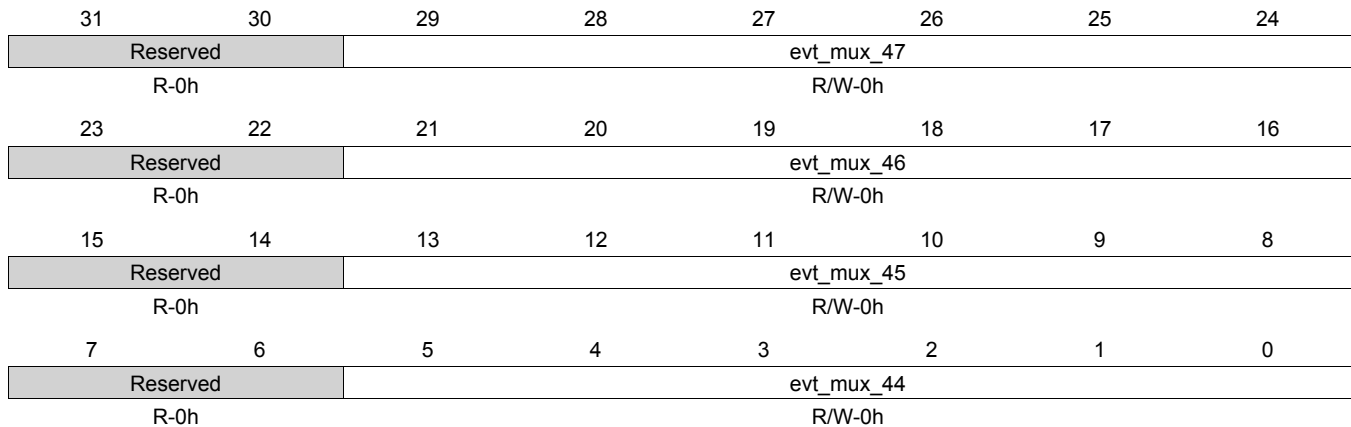 31 30 29 28 27 26 25 24
Reserved evt_mux_47
R-0h R/W-0h
23 22 21 20 19 18 17 16
Reserved evt_mux_46
R-0h R/W-0h
15 14 13 12 11 10 9 8
Reserved evt_mux_45
R-0h R/W-0h
7 6 5 4 3 2 1 0
Reserved evt_mux_44
R-0h R/W-0h